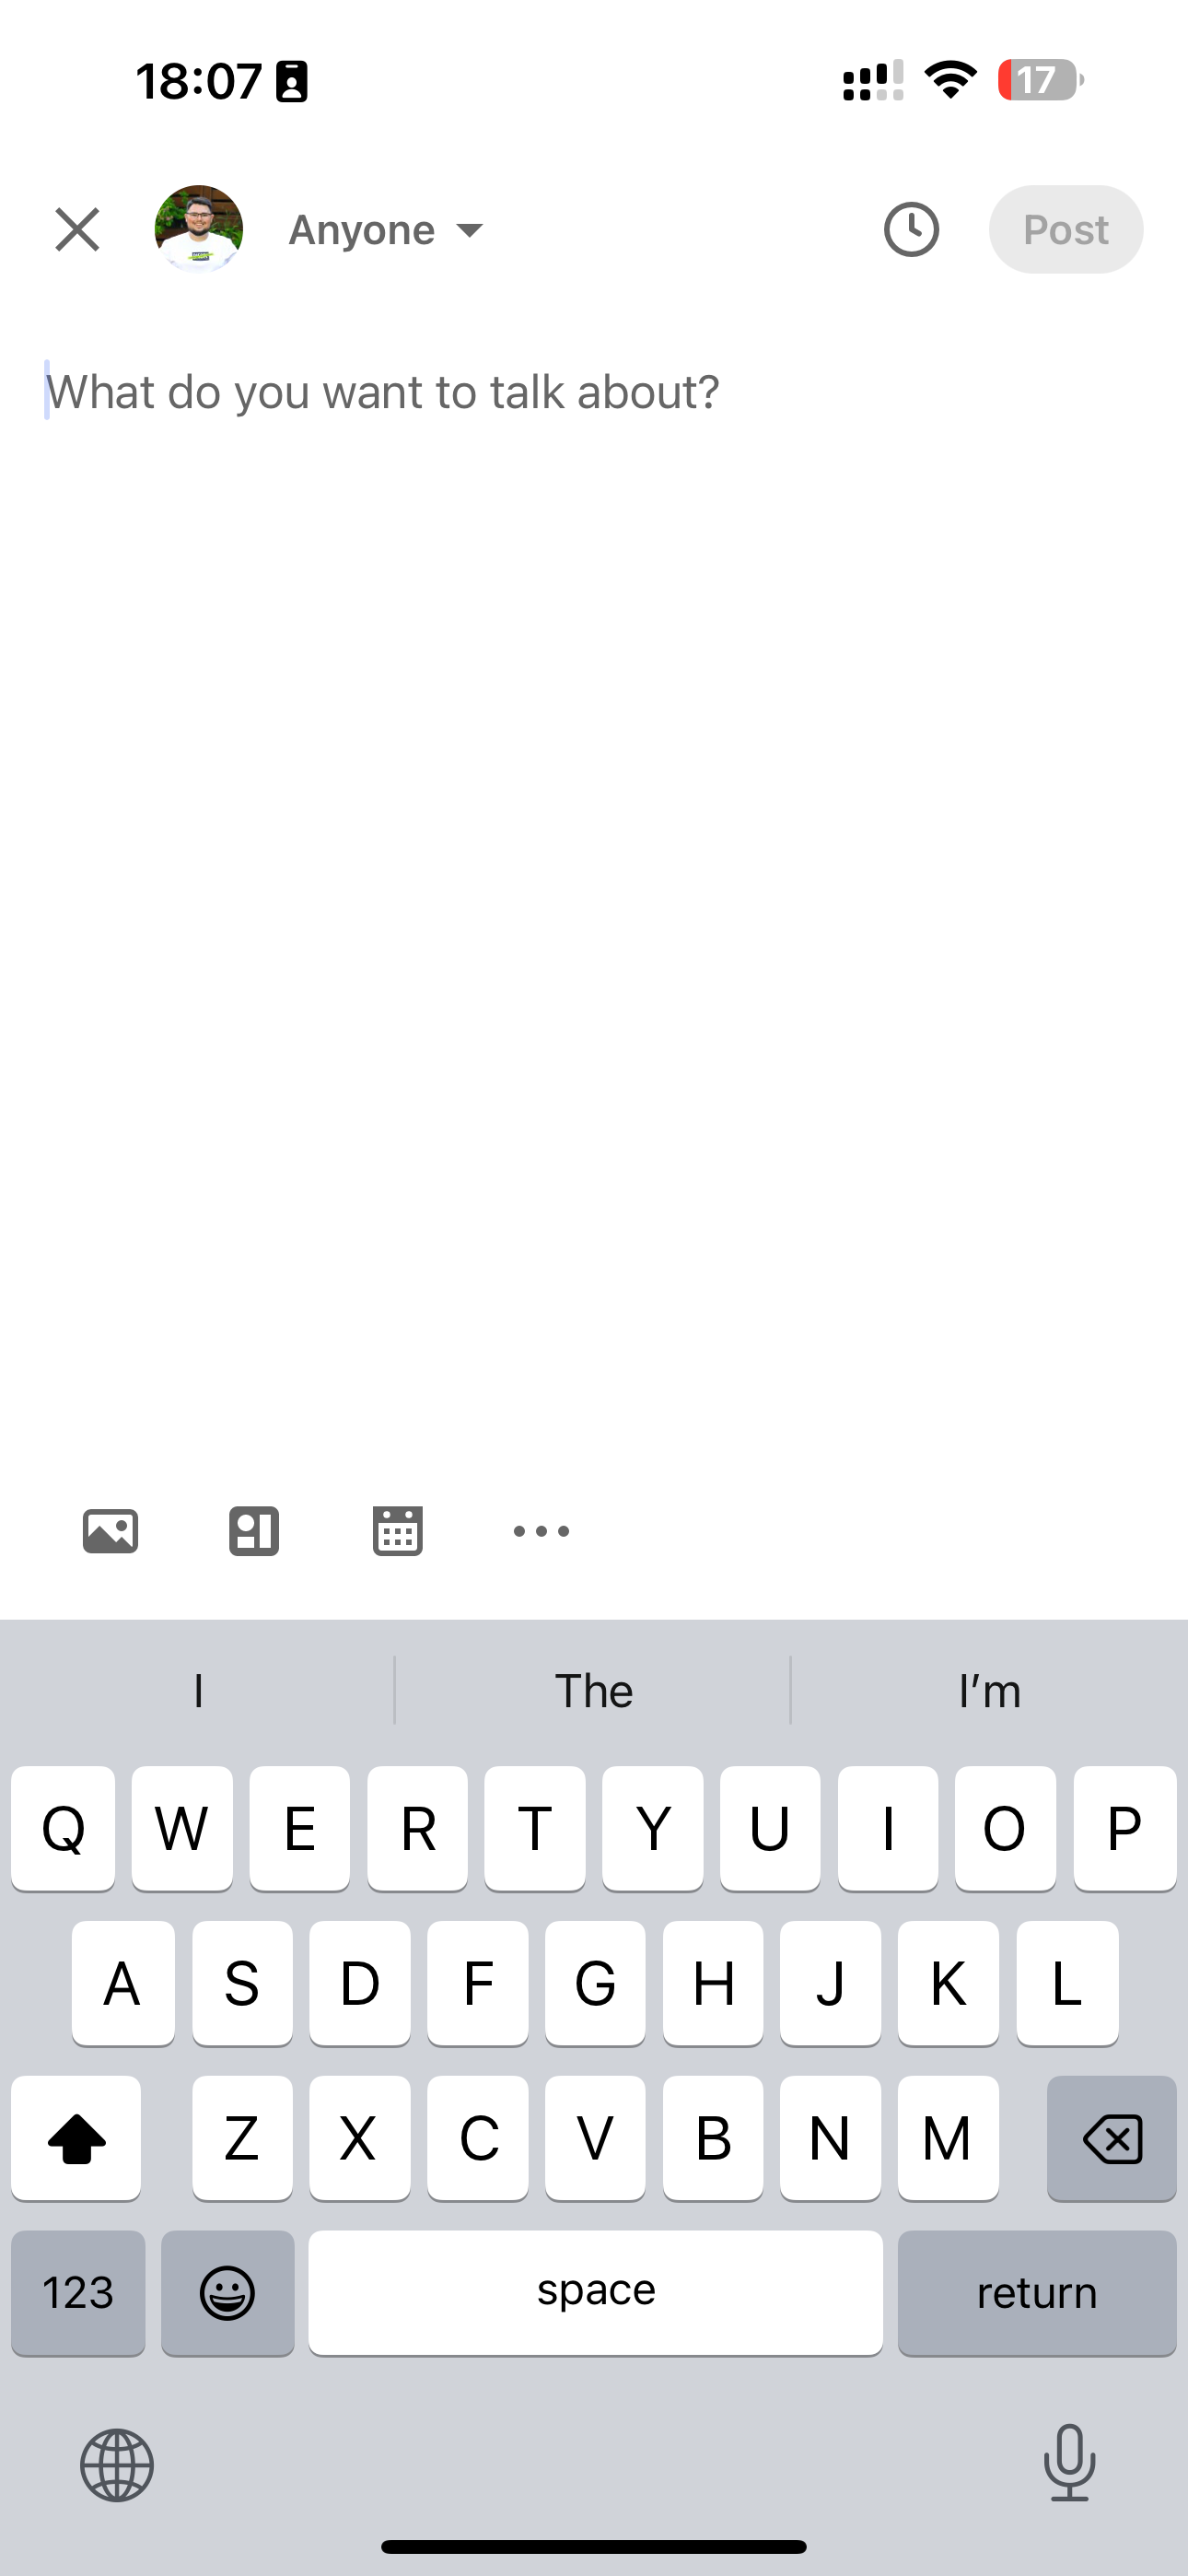 18:07 17
Anyone Post
What do you want to talk about?
I The I’m
Q W E R T Y U I O P
A S D F G H J K L
Z X C V B N M
123 space return